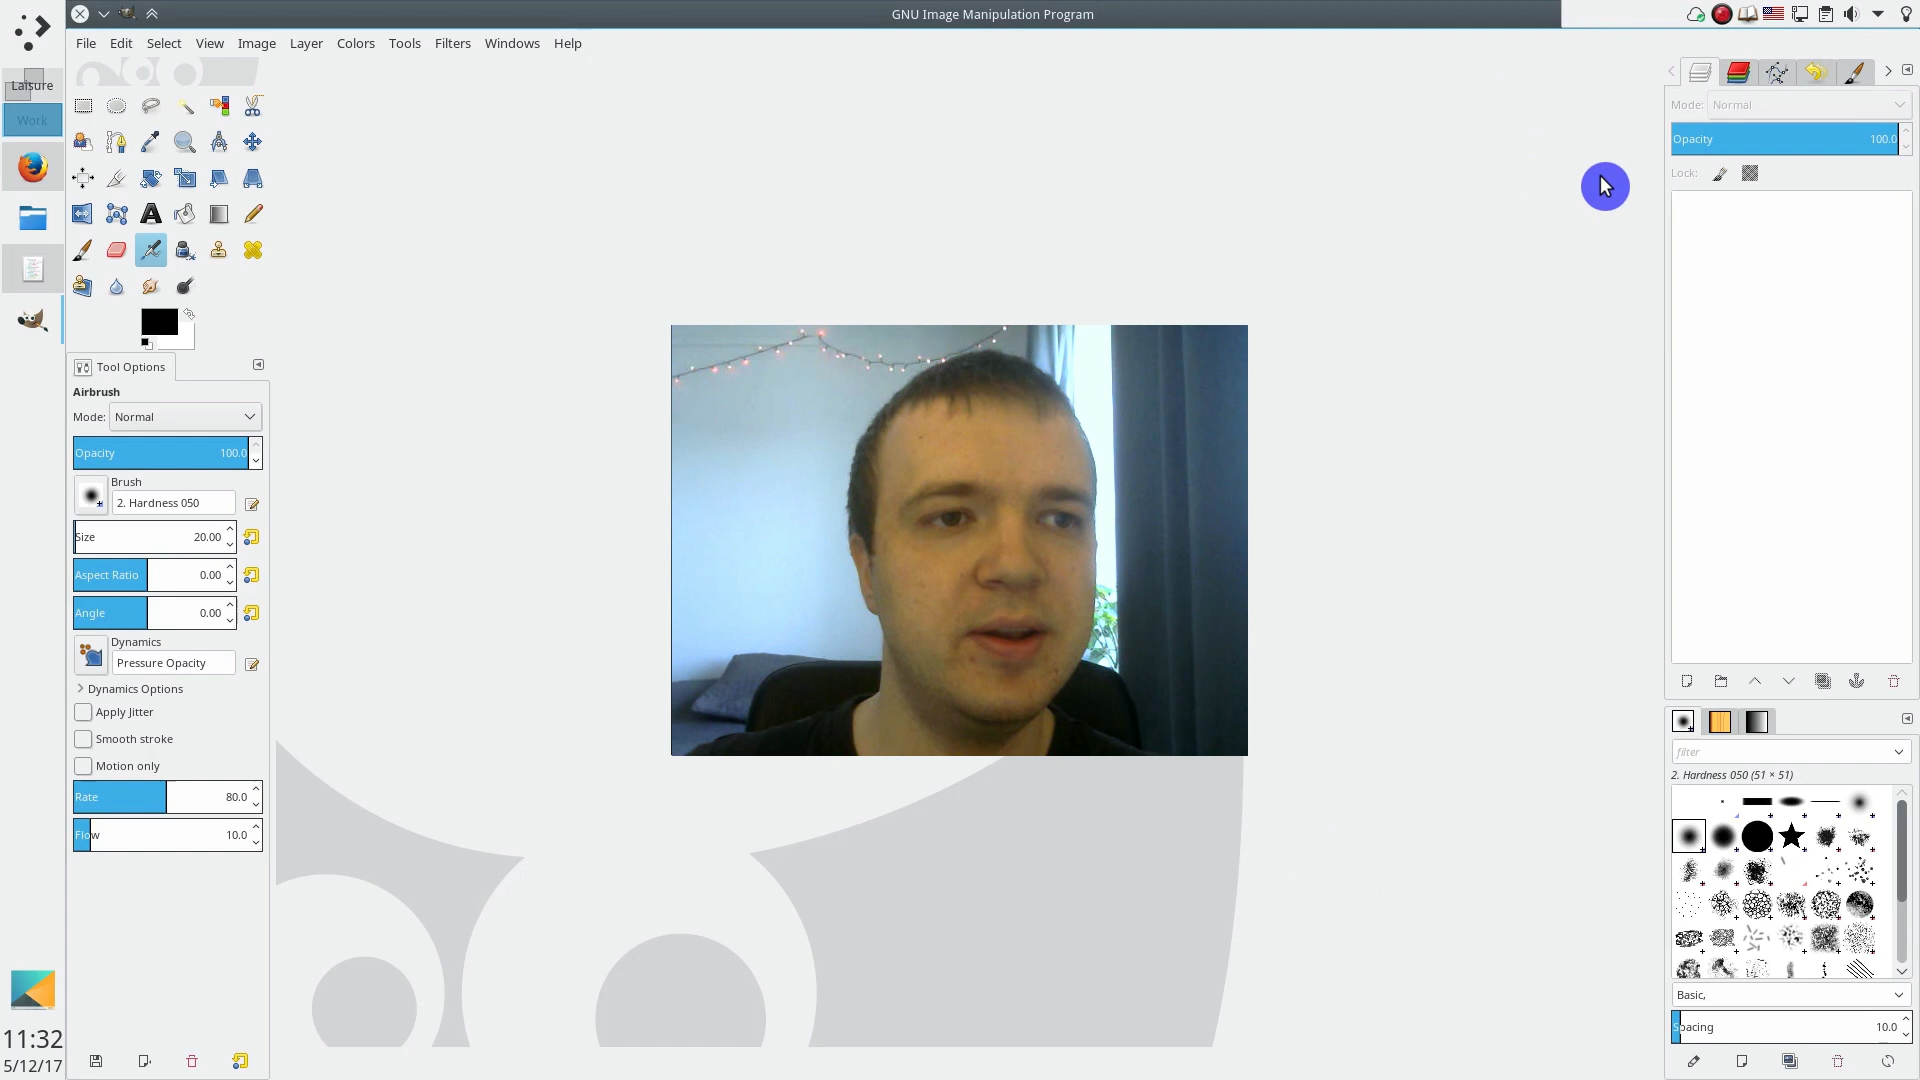 GNU Image Manipulation Program
File Edit Select View Image Layer Colors Tools Filters Windows Help
Laisure
Work
Tool Options
Airbrush
Mode: Normal
Opacity 100.0
Brush
2. Hardness 050
Size 20.00
Aspect Ratio 0.00
Angle 0.00
Dynamics
Pressure Opacity
Dynamics Options
Apply Jitter
Smooth stroke
Motion only
Rate 80.0
Flow 10.0
11:32
5/12/17
Mode: Normal
Opacity 100.0
Lock:
filter
2. Hardness 050 (51 × 51)
Basic,
Spacing 10.0